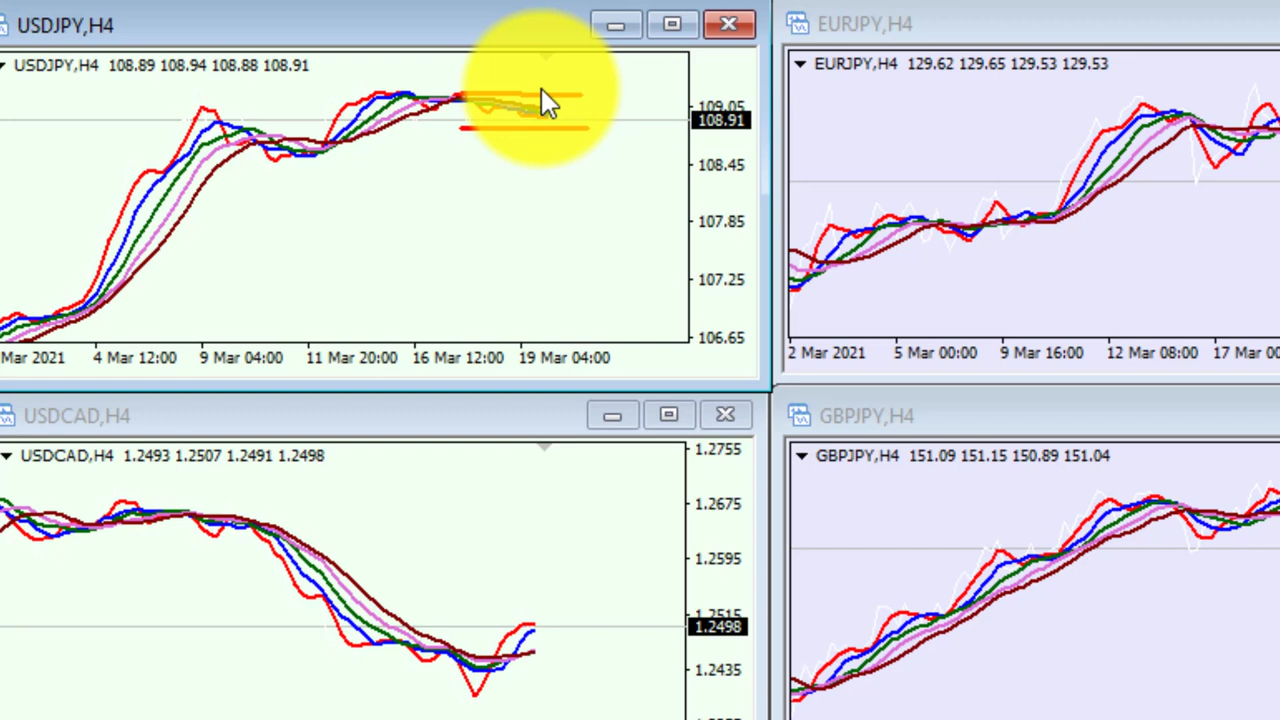 USDJPY,H4
USDJPY,H4 108.89 108.94 108.88 108.91
109.05
108.91
108.45
107.85
107.25
106.65
Mar 2021 4 Mar 12:00 9 Mar 04:00 11 Mar 20:00 16 Mar 12:00 19 Mar 04:00
EURJPY,H4
EURJPY,H4 129.62 129.65 129.53 129.53
2 Mar 2021 5 Mar 00:00 9 Mar 16:00 12 Mar 08:00 17 Mar
USDCAD,H4
USDCAD,H4 1.2493 1.2507 1.2491 1.2498
1.2755
1.2675
1.2595
1.2515
1.2498
1.2435
GBPJPY,H4
GBPJPY,H4 151.09 151.15 150.89 151.04